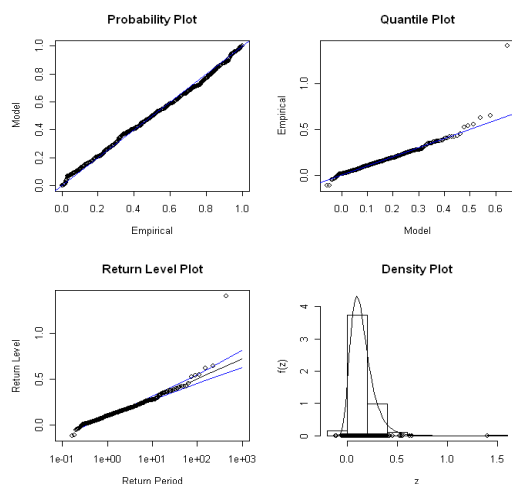 Probability Plot
Model
0.0 0.2 0.4 0.6 0.8 1.0
0.0 0.2 0.4 0.6 0.8 1.0
Empirical
Quantile Plot
Empirical
0.0 0.5 1.0
0.0 0.1 0.2 0.3 0.4 0.5 0.6
Model
Return Level Plot
Return Level
0.0 0.5 1.0
1e-01 1e+00 1e+01 1e+02 1e+03
Return Period
Density Plot
f(z)
0 1 2 3 4
0.0 0.5 1.0 1.5
z